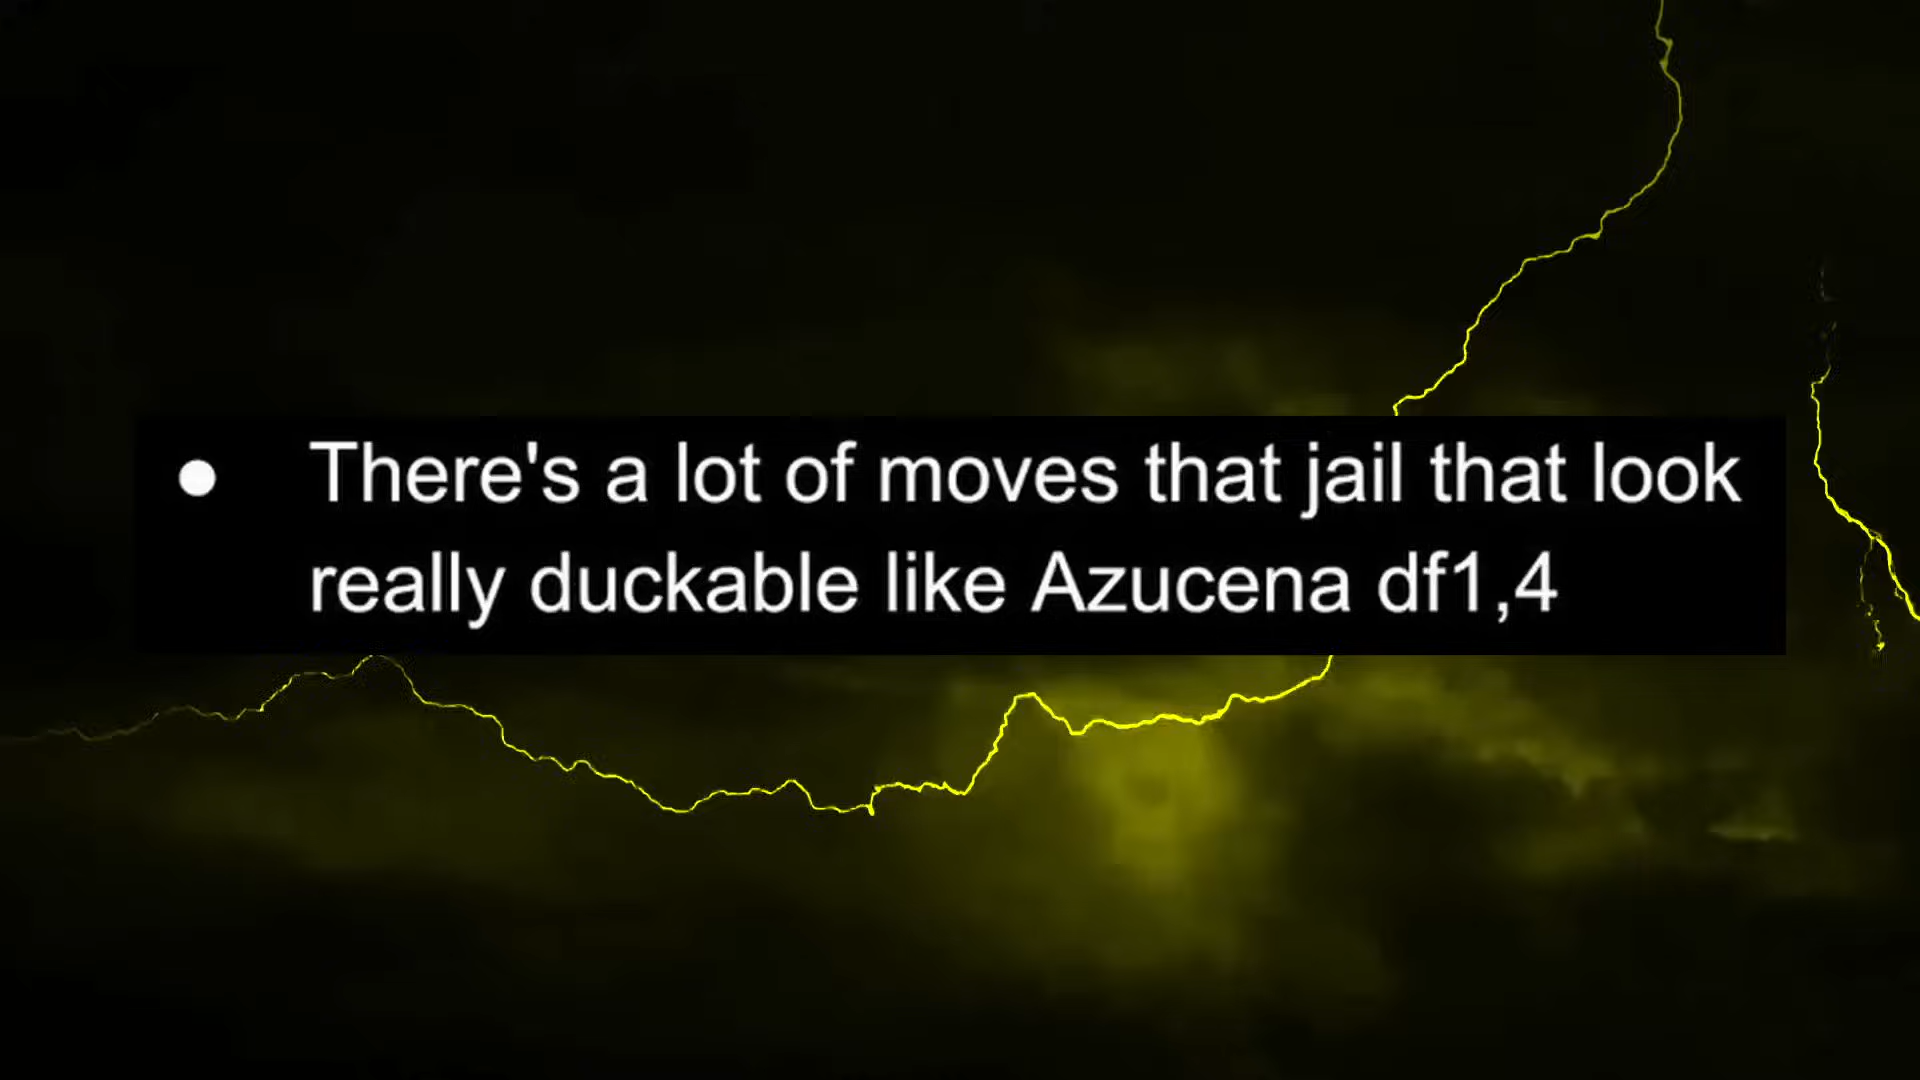 ● There's a lot of moves that jail that look
really duckable like Azucena df1,4